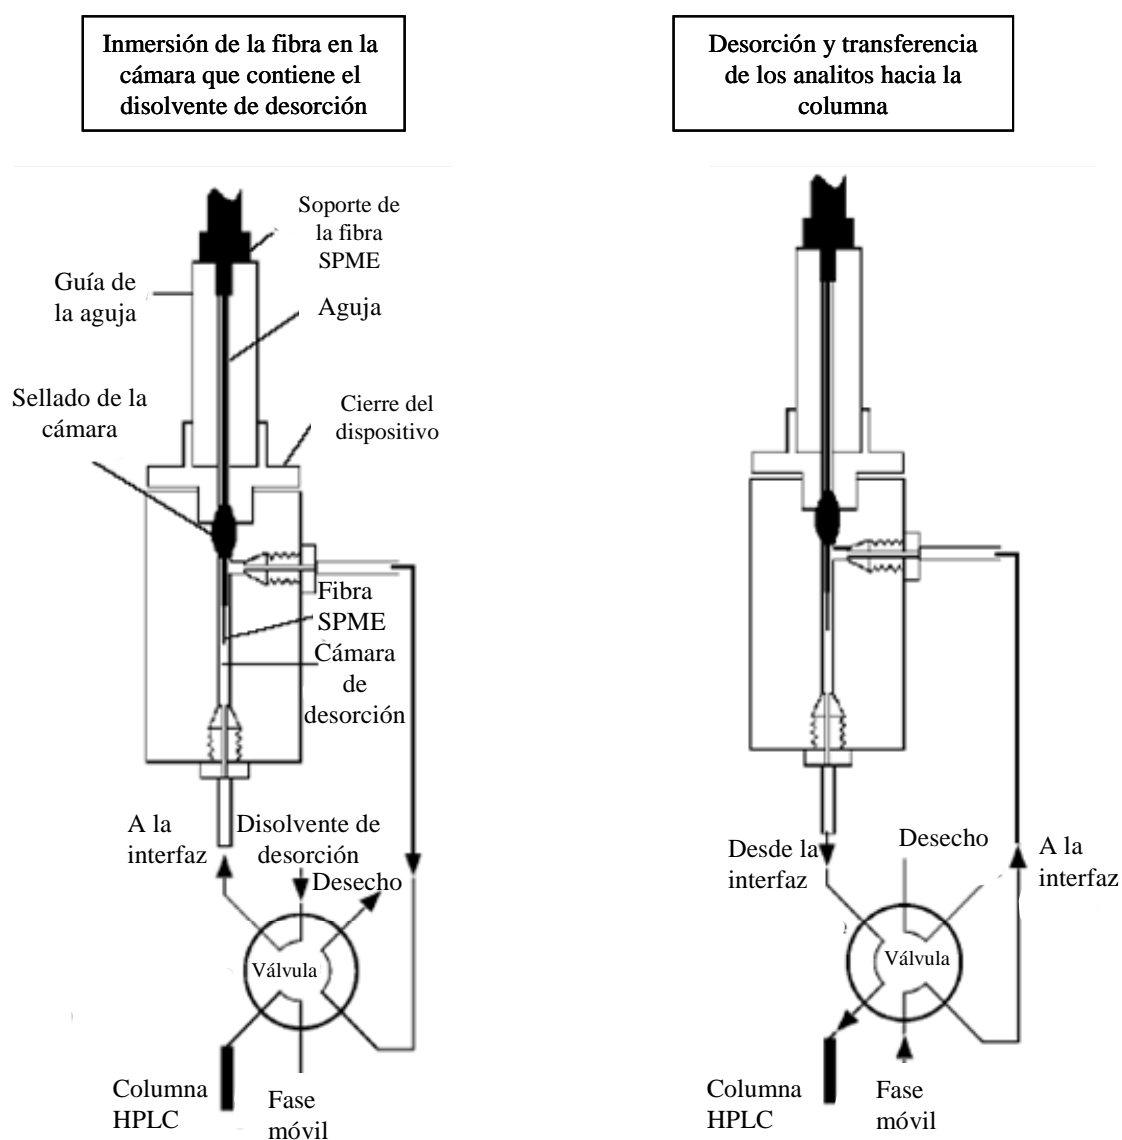 Inmersión de la fibra en la
cámara que contiene el
disolvente de desorción
Soporte de
la fibra
SPME
Guía de
la aguja
Aguja
Sellado de la
cámara
Cierre del
dispositivo
Fibra
SPME
Cámara
de
desorción
A la
interfaz
Disolvente de
desorción
Desecho
Válvula
Columna
HPLC
Fase
móvil
Desorción y transferencia
de los analitos hacia la
columna
Desde la
interfaz
Desecho
A la
interfaz
Válvula
Columna
HPLC
Fase
móvil